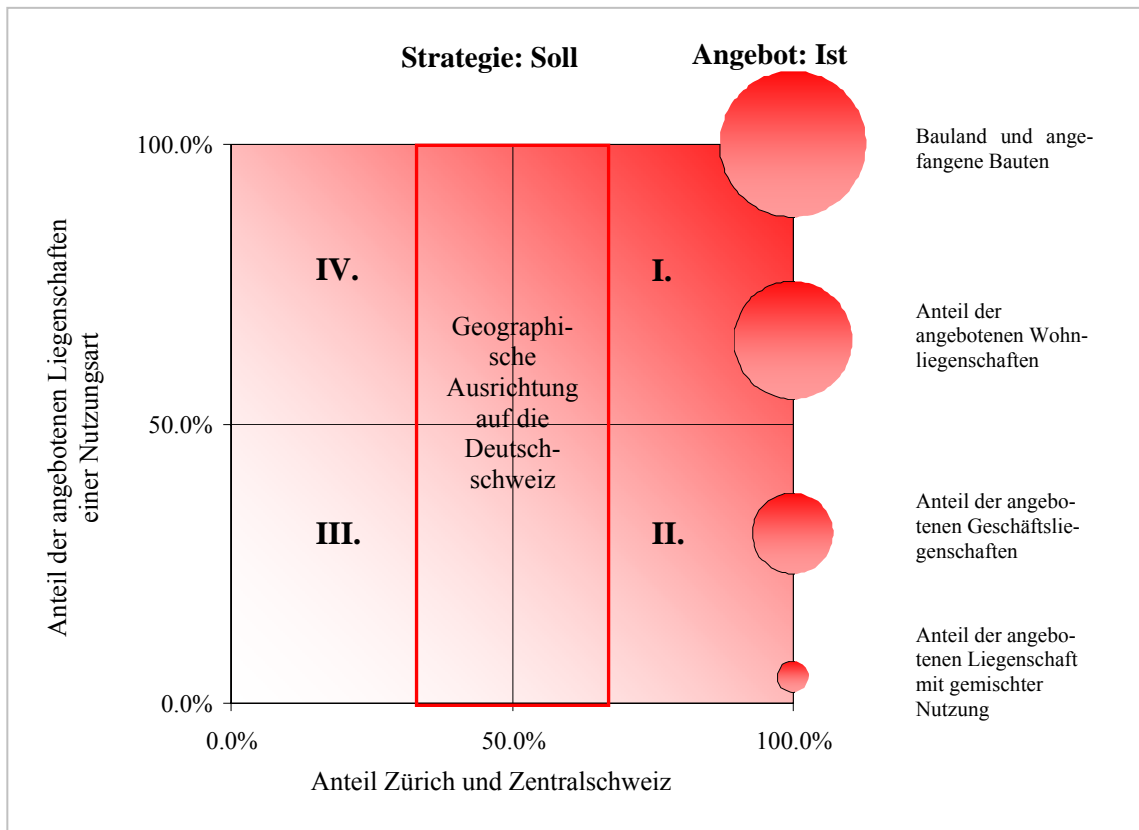 Strategie: Soll
Angebot: Ist
Anteil der angebotenen Liegenschaften
einer Nutzungsart
100.0%
50.0%
0.0%
IV.
I.
III.
II.
Geographi-
sche
Ausrichtung
auf die
Deutsch-
schweiz
Bauland und ange-
fangene Bauten
Anteil der
angebotenen Wohn-
liegenschaften
Anteil der angebo-
tenen Geschäftslie-
genschaften
Anteil der angebo-
tenen Liegenschaft
mit gemischter
Nutzung
0.0%
50.0%
100.0%
Anteil Zürich und Zentralschweiz